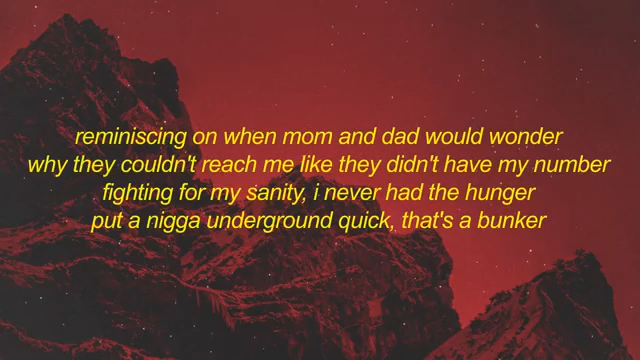 reminiscing on when mom and dad would wonder
why they couldn't reach me like they didn't have my number
fighting for my sanity, i never had the hunger
put a nigga underground quick, that's a bunker